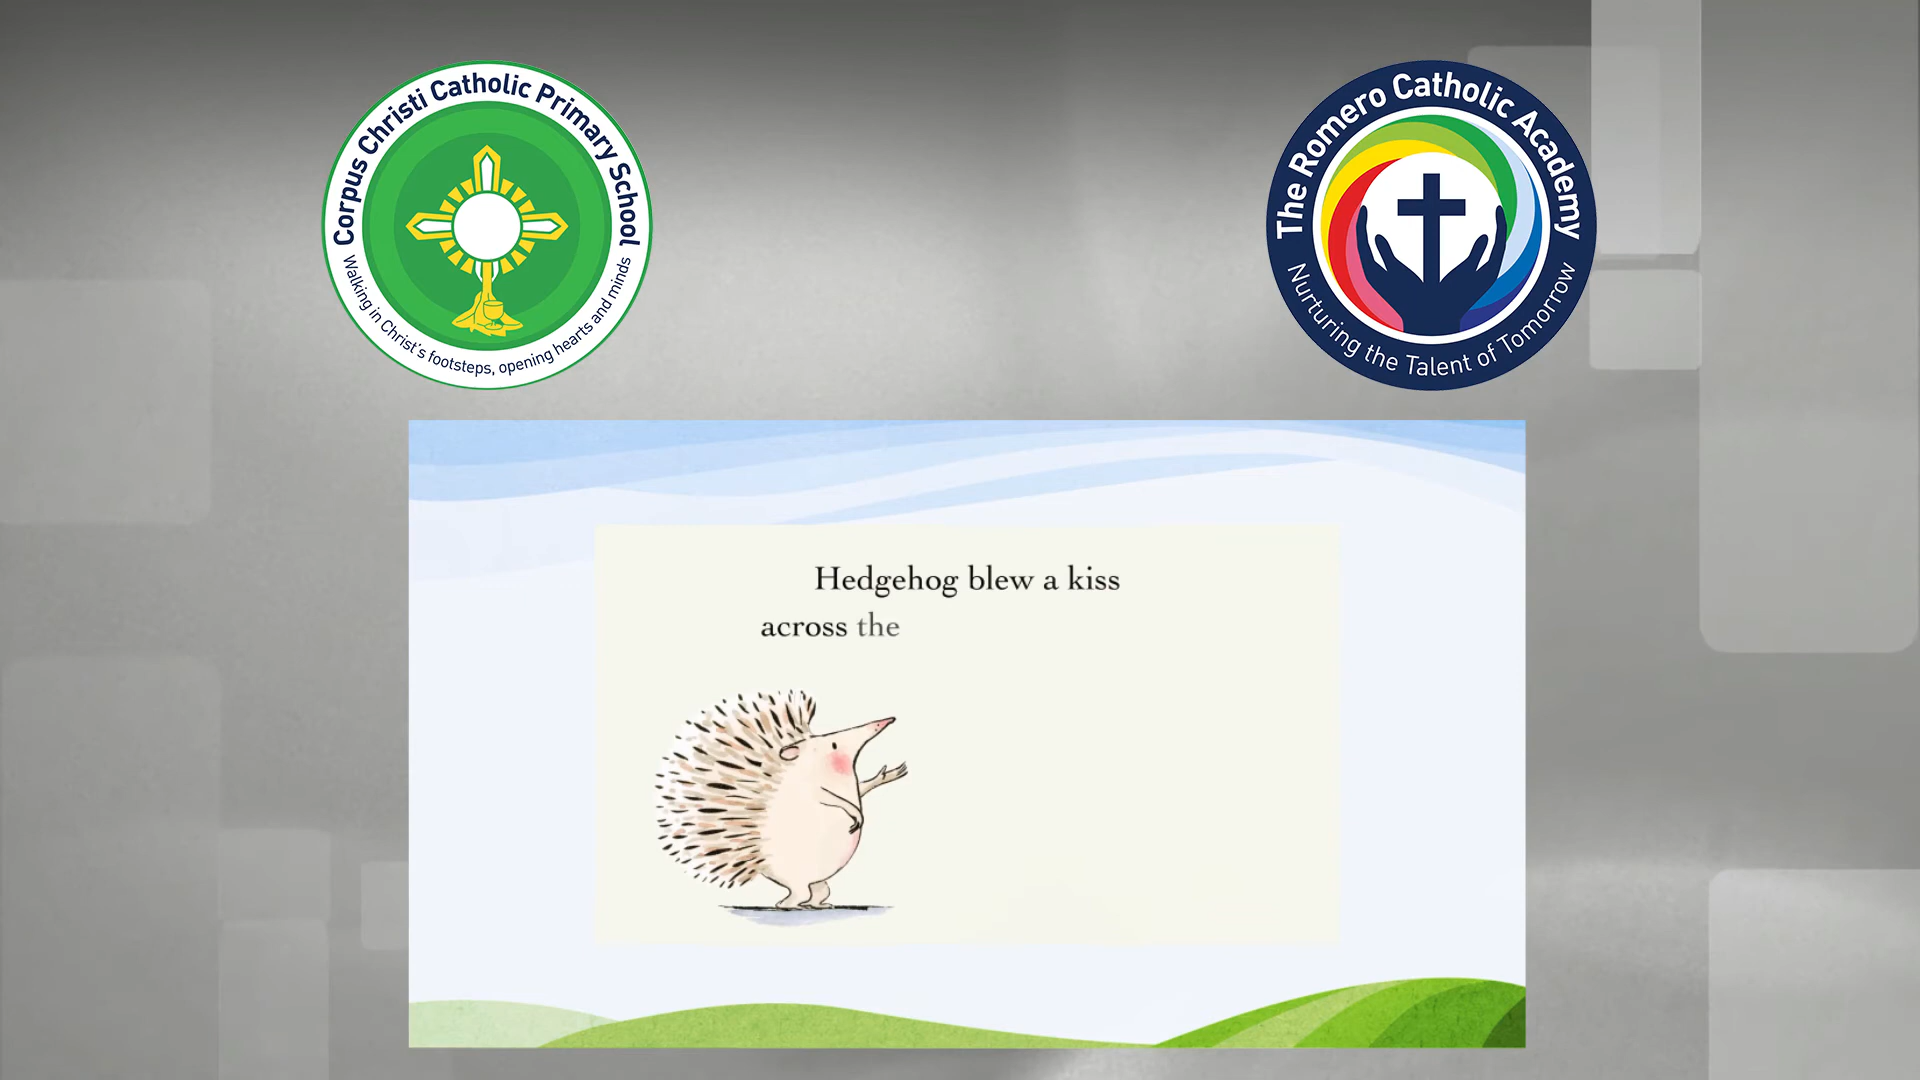 Corpus Christi Catholic Primary School
Walking in Christ's footsteps, opening hearts and minds
The Romero Catholic Academy
Nurturing the Talent of Tomorrow
Hedgehog blew a kiss
across the